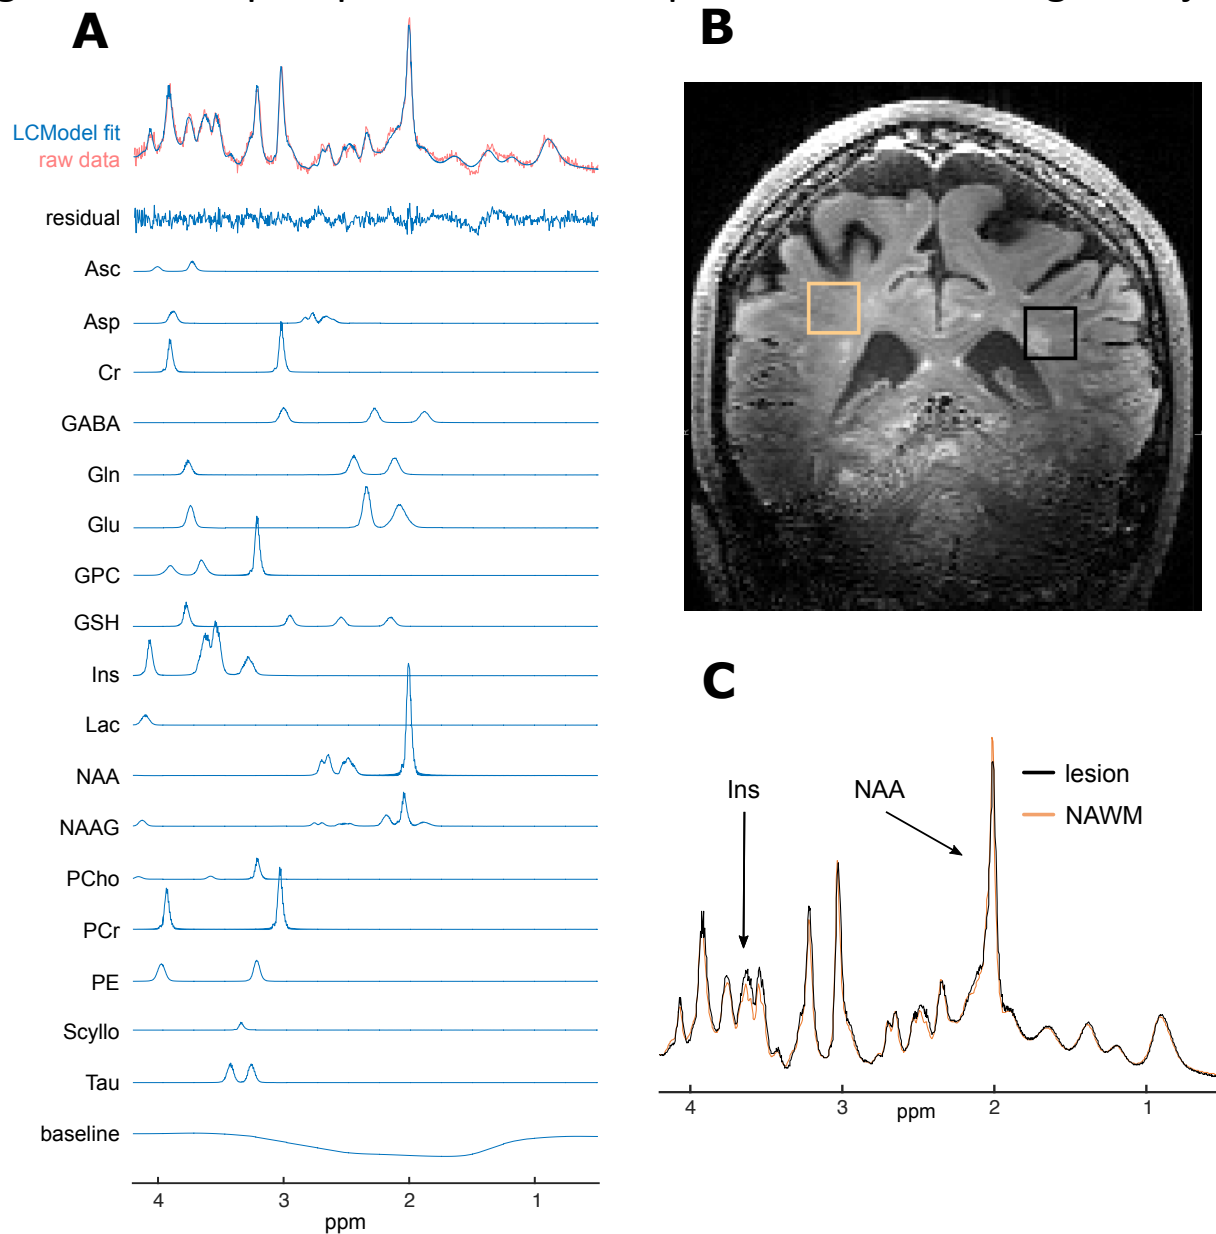 A
B
LCModel fit
raw data
residual
Asc
Asp
Cr
GABA
Gln
Glu
GPC
GSH
Ins
Lac
NAA
NAAG
PCho
PCr
PE
Scyllo
Tau
baseline
4 3 2 1
ppm
C
Ins
NAA
lesion
NAWM
4 3 2 1
ppm